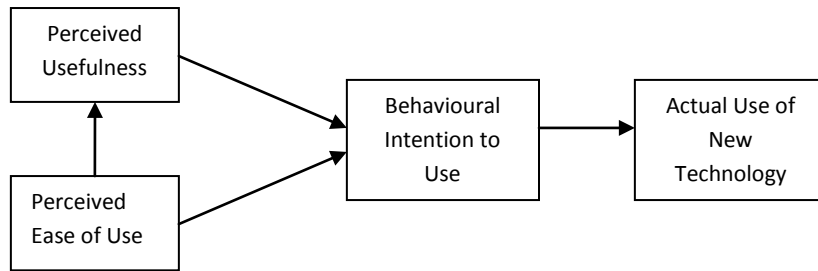 Perceived
Usefulness
Perceived
Ease of Use
Behavioural
Intention to
Use
Actual Use of
New
Technology